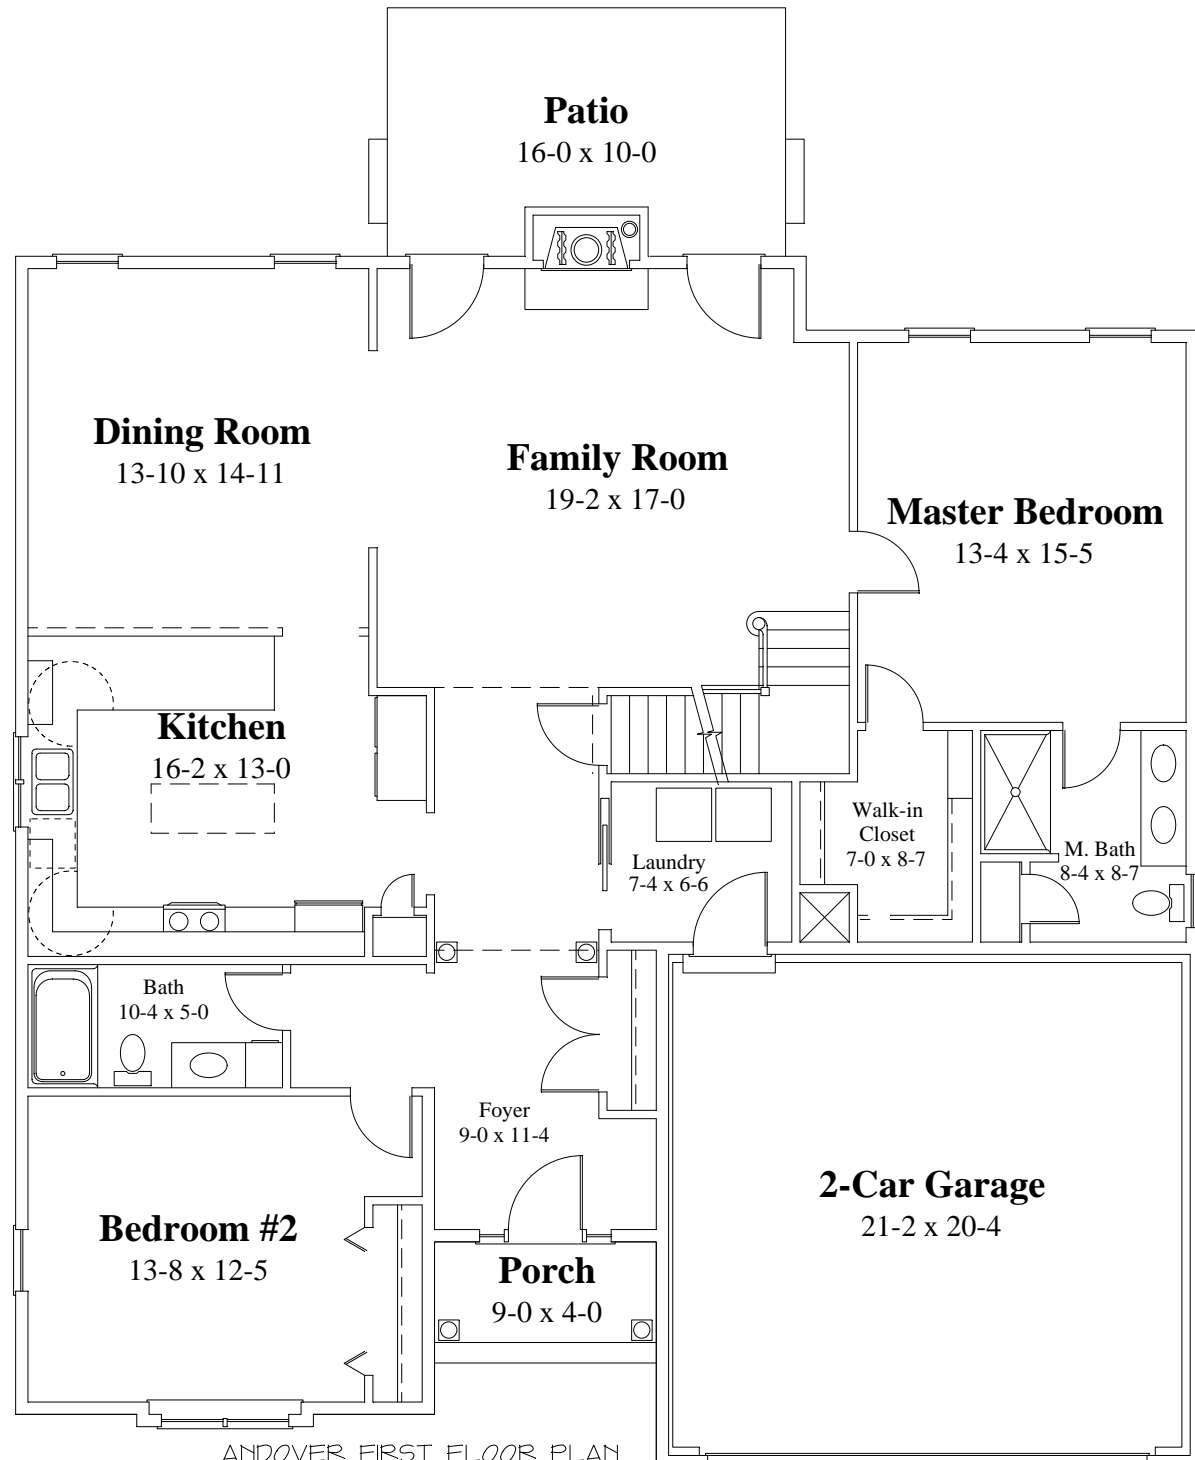 Patio
16-0 x 10-0
Dining Room
13-10 x 14-11
Family Room
19-2 x 17-0
Master Bedroom
13-4 x 15-5
Kitchen
16-2 x 13-0
Walk-in
Closet
7-0 x 8-7
Laundry
7-4 x 6-6
M. Bath
8-4 x 8-7
Bath
10-4 x 5-0
Foyer
9-0 x 11-4
2-Car Garage
21-2 x 20-4
Bedroom #2
13-8 x 12-5
Porch
9-0 x 4-0
ANDOVER FIRST FLOOR PLAN